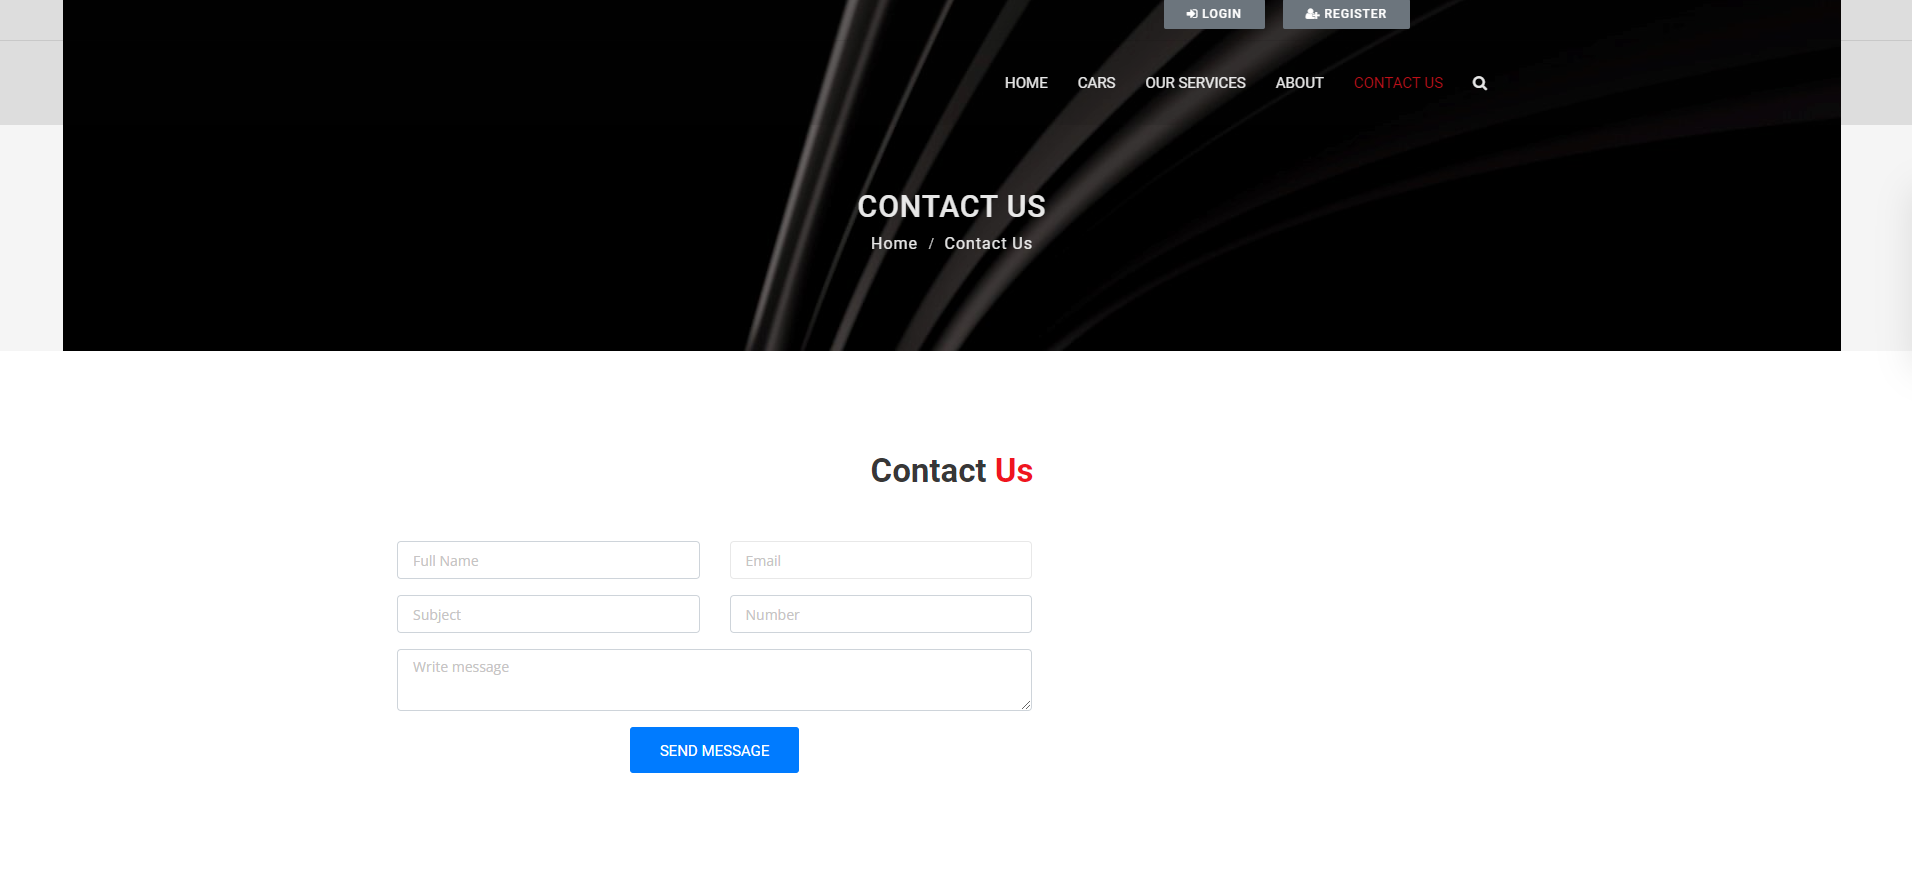 LOGIN REGISTER
HOME CARS OUR SERVICES ABOUT CONTACT US
CONTACT US
Home / Contact Us
Contact Us
Full Name Email
Subject Number
Write message
SEND MESSAGE